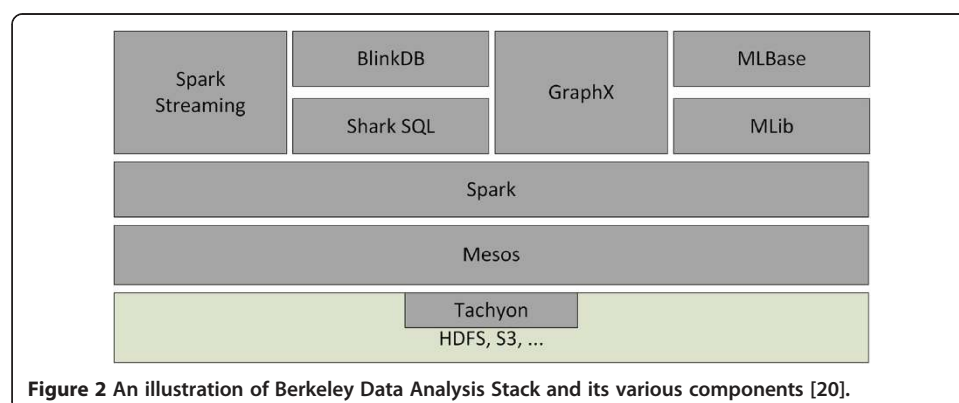 Spark
Streaming
BlinkDB
Shark SQL
GraphX
MLBase
MLib
Spark
Mesos
Tachyon
HDFS, S3, ...
Figure 2 An illustration of Berkeley Data Analysis Stack and its various components [20].